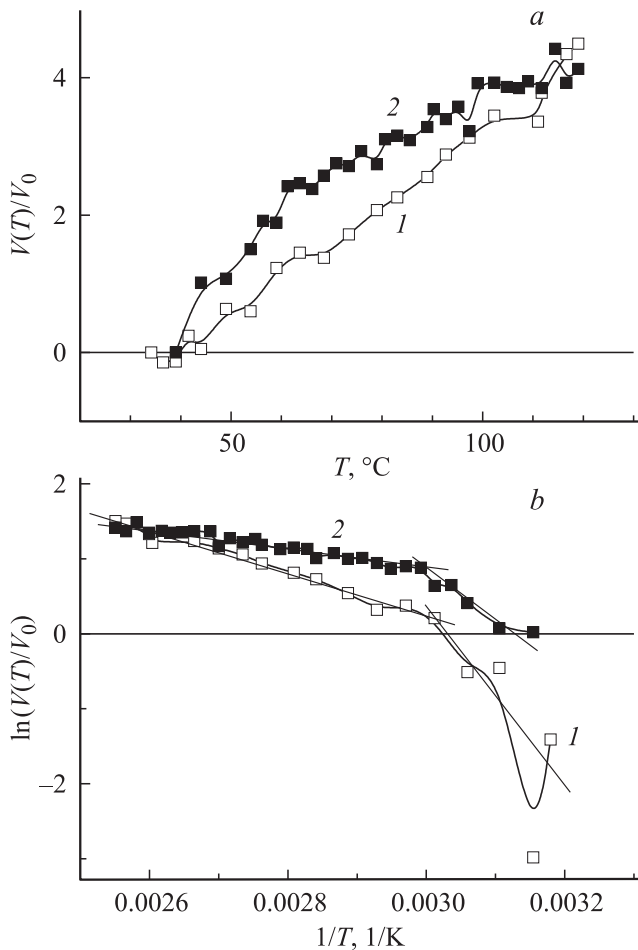 a
4
2
V(T)/V0
2
1
0
50
100
T, °C
2
b
2
ln(V(T)/V0)
0
1
−2
0.0026
0.0028
0.0030
0.0032
1/T, 1/K